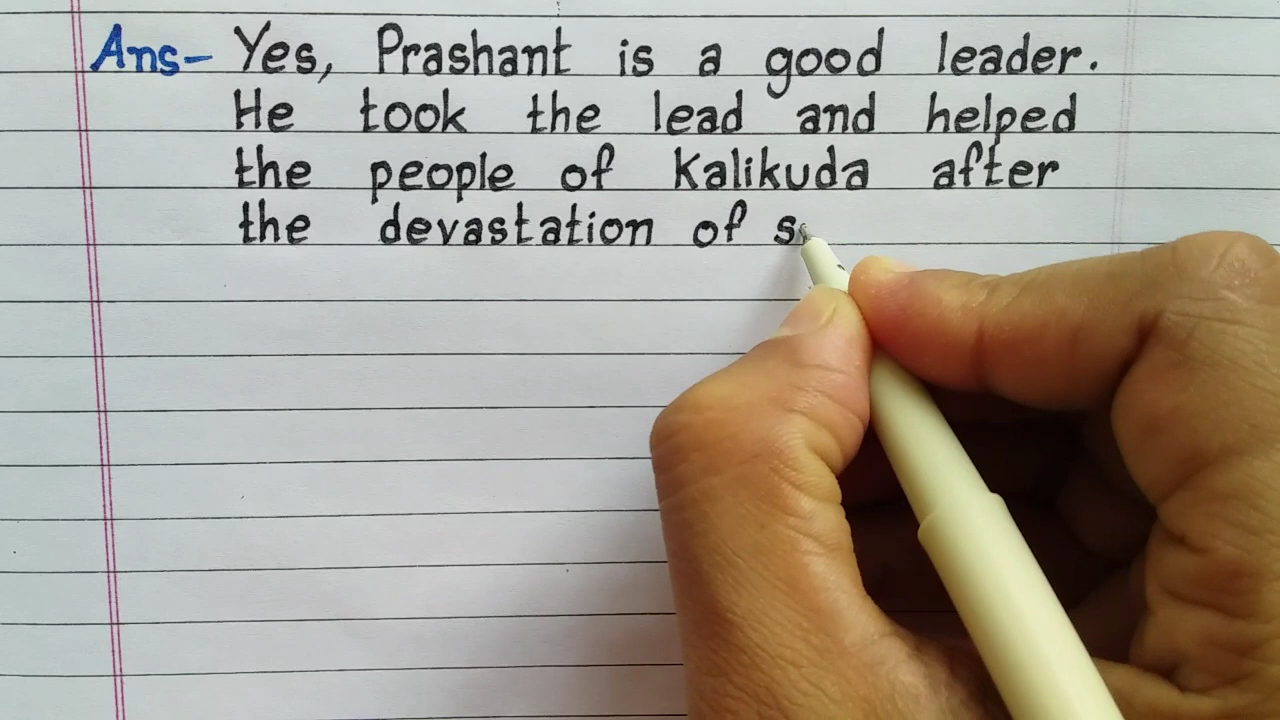 Ans- Yes, Prashant is a good leader.
He took the lead and helped
the people of Kalikuda after
the devastation of